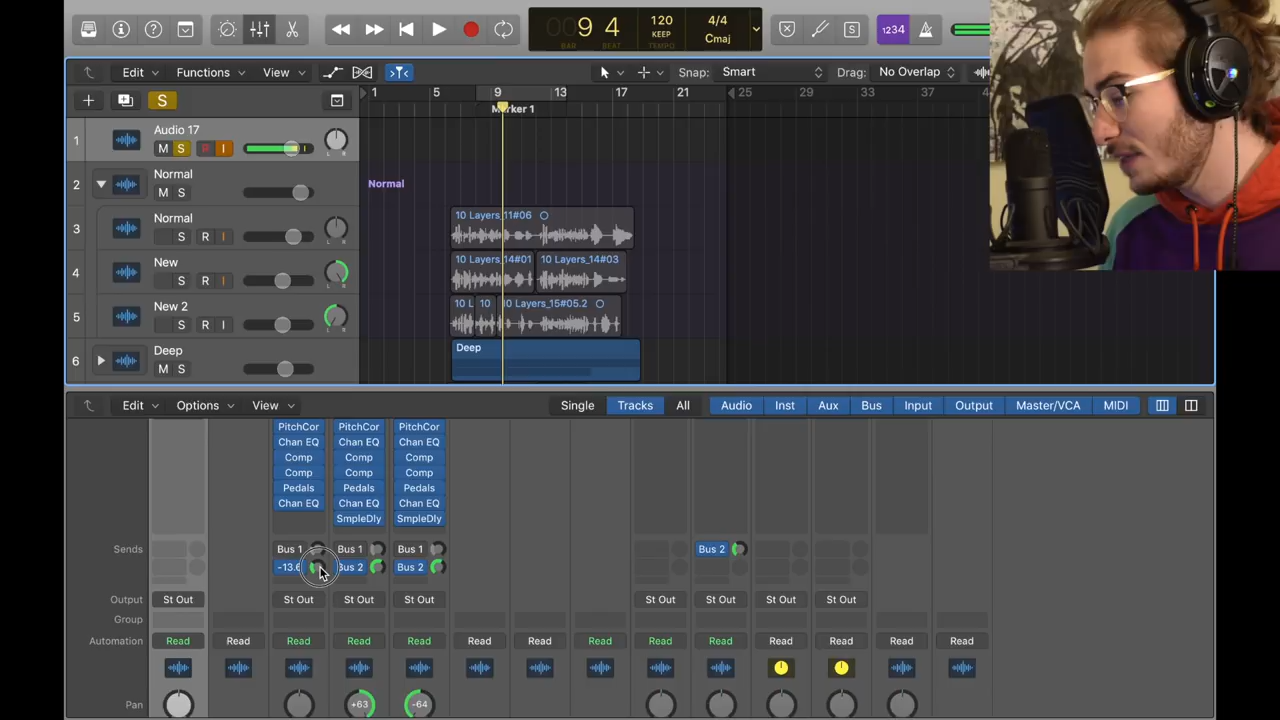 9 4
BAR BEAT
120
KEEP
TEMPO
4/4
Cmaj
S
1234
Edit Functions View Snap: Smart Drag: No Overlap
S
1 5 9 13 17 21 25 29 33 37
Marker 1
1 Audio 17
M S R I L R
2 Normal
M S
Normal
3 Normal
S R I L R
10 Layers_11#06
4 New
S R I L R
10 Layers_14#01 10 Layers_14#03
5 New 2
S R I L R
10 L 10 10 Layers_15#05.2
6 Deep
M S
Deep
Edit Options View Single Tracks All Audio Inst Aux Bus Input Output Master/VCA MIDI
PitchCor PitchCor PitchCor
Chan EQ Chan EQ Chan EQ
Comp Comp Comp
Comp Comp Comp
Pedals Pedals Pedals
Chan EQ Chan EQ Chan EQ
SmpleDly SmpleDly
Sends Bus 1 Bus 1 Bus 1 Bus 2
-13.6 Bus 2 Bus 2
Output St Out St Out St Out St Out St Out St Out St Out St Out
Group
Automation Read Read Read Read Read Read Read Read Read Read Read Read Read Read
Pan +63 -64